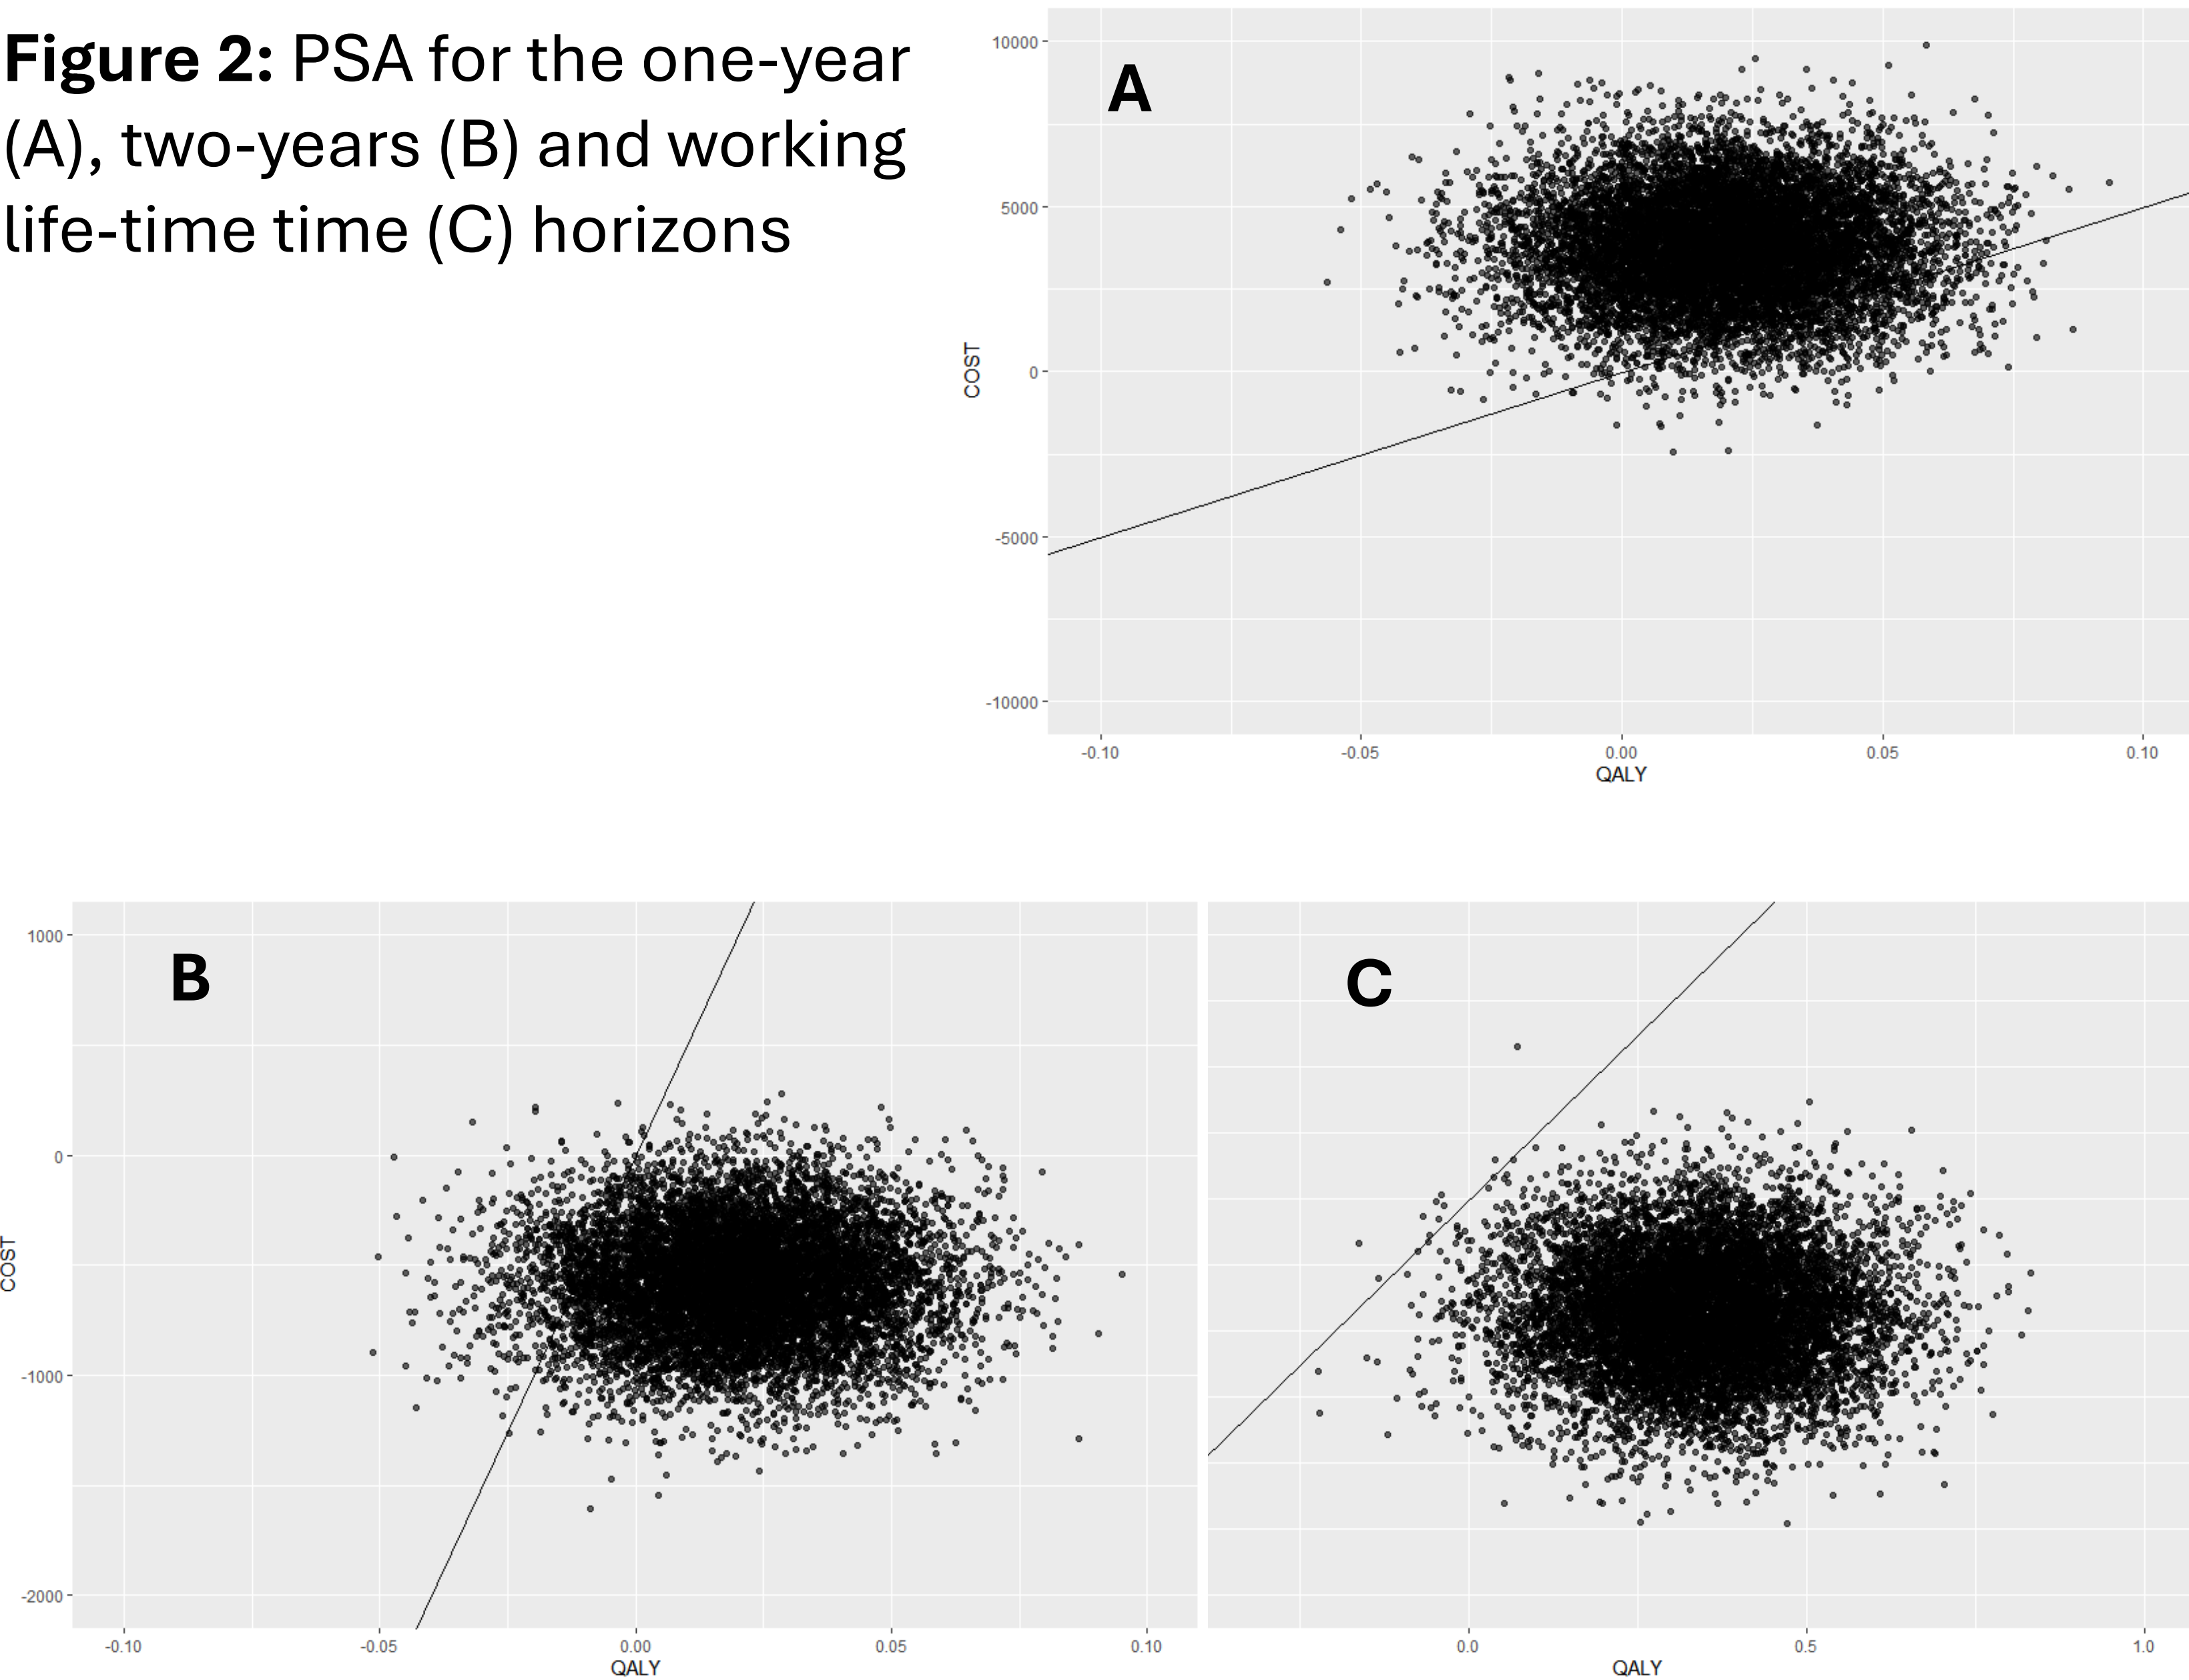 Figure 2: PSA for the one-year
(A), two-years (B) and working
life-time time (C) horizons
A
10000
5000
0
-5000
-10000
COST
-0.10
-0.05
0.00
0.05
0.10
QALY
B
1000
0
-1000
-2000
COST
-0.10
-0.05
0.00
0.05
0.10
QALY
C
0.0
0.5
1.0
QALY